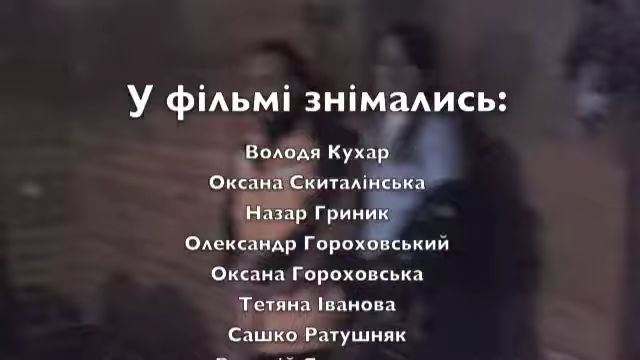 У фільмі знімались:
Володя Кухар
Оксана Скиталінська
Назар Гриник
Олександр Гороховський
Оксана Гороховська
Тетяна Іванова
Сашко Ратушняк